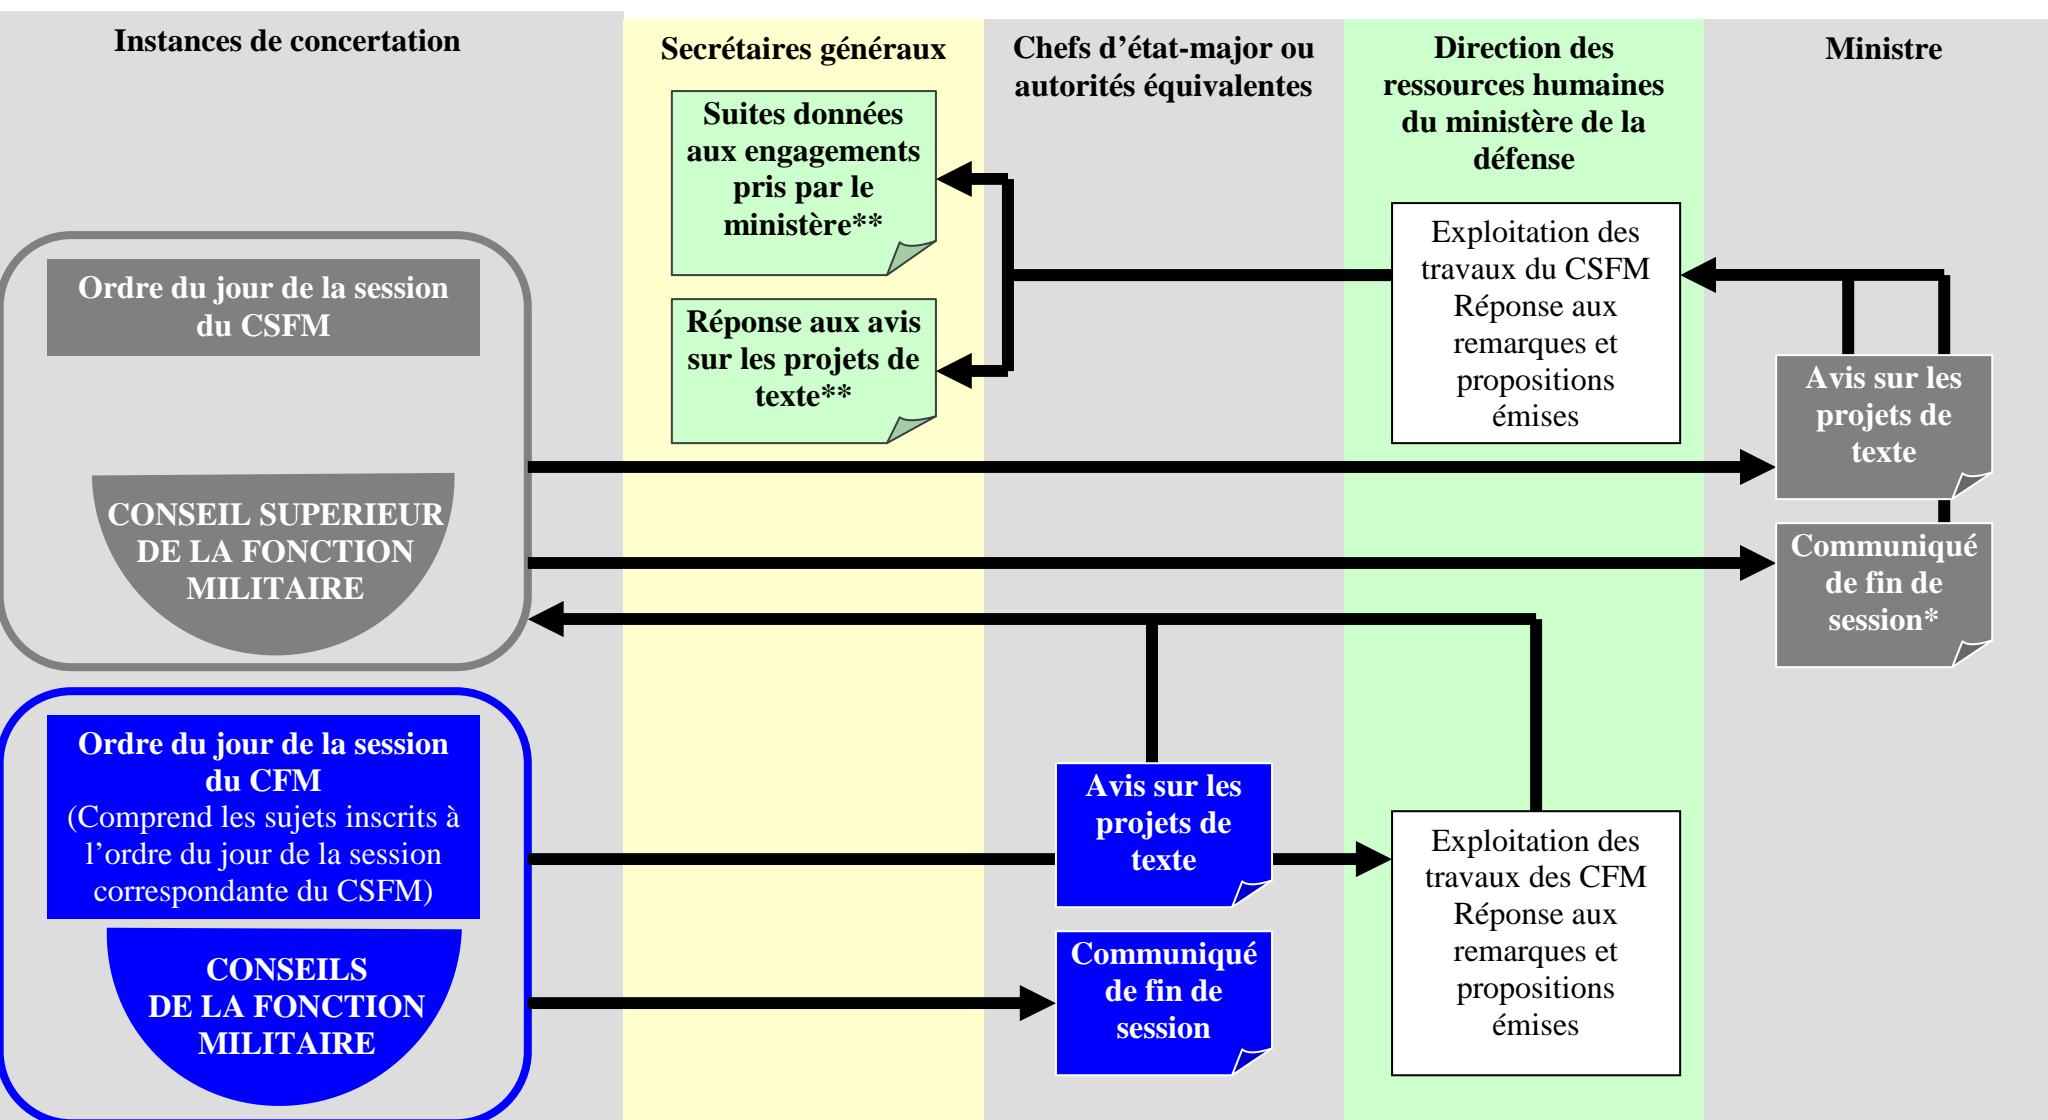 Instances de concertation
Secrétaires généraux
Chefs d’état-major ou
autorités équivalentes
Direction des
ressources humaines
du ministère de la
défense
Ministre
Suites données
aux engagements
pris par le
ministère**
Réponse aux avis
sur les projets de
texte**
Exploitation des
travaux du CSFM
Réponse aux
remarques et
propositions
émises
Ordre du jour de la session
du CSFM
CONSEIL SUPERIEUR
DE LA FONCTION
MILITAIRE
Avis sur les
projets de
texte
Communiqué
de fin de
session*
Ordre du jour de la session
du CFM
(Comprend les sujets inscrits à
l’ordre du jour de la session
correspondante du CSFM)
CONSEILS
DE LA FONCTION
MILITAIRE
Avis sur les
projets de
texte
Communiqué
de fin de
session
Exploitation des
travaux des CFM
Réponse aux
remarques et
propositions
émises